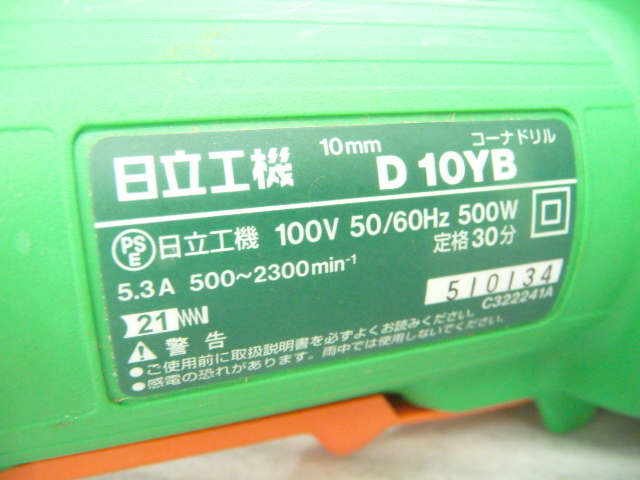 日立工機 10mm コーナドリル
D 10YB
PSE 日立工機 100V 50/60Hz 500W
5.3A 500~2300min-1 定格30分
510134
C322241A
21
警告
●ご使用前に取扱説明書を必ずよくお読みください。
●感電の恐れがあります。雨中では使用しないでください。